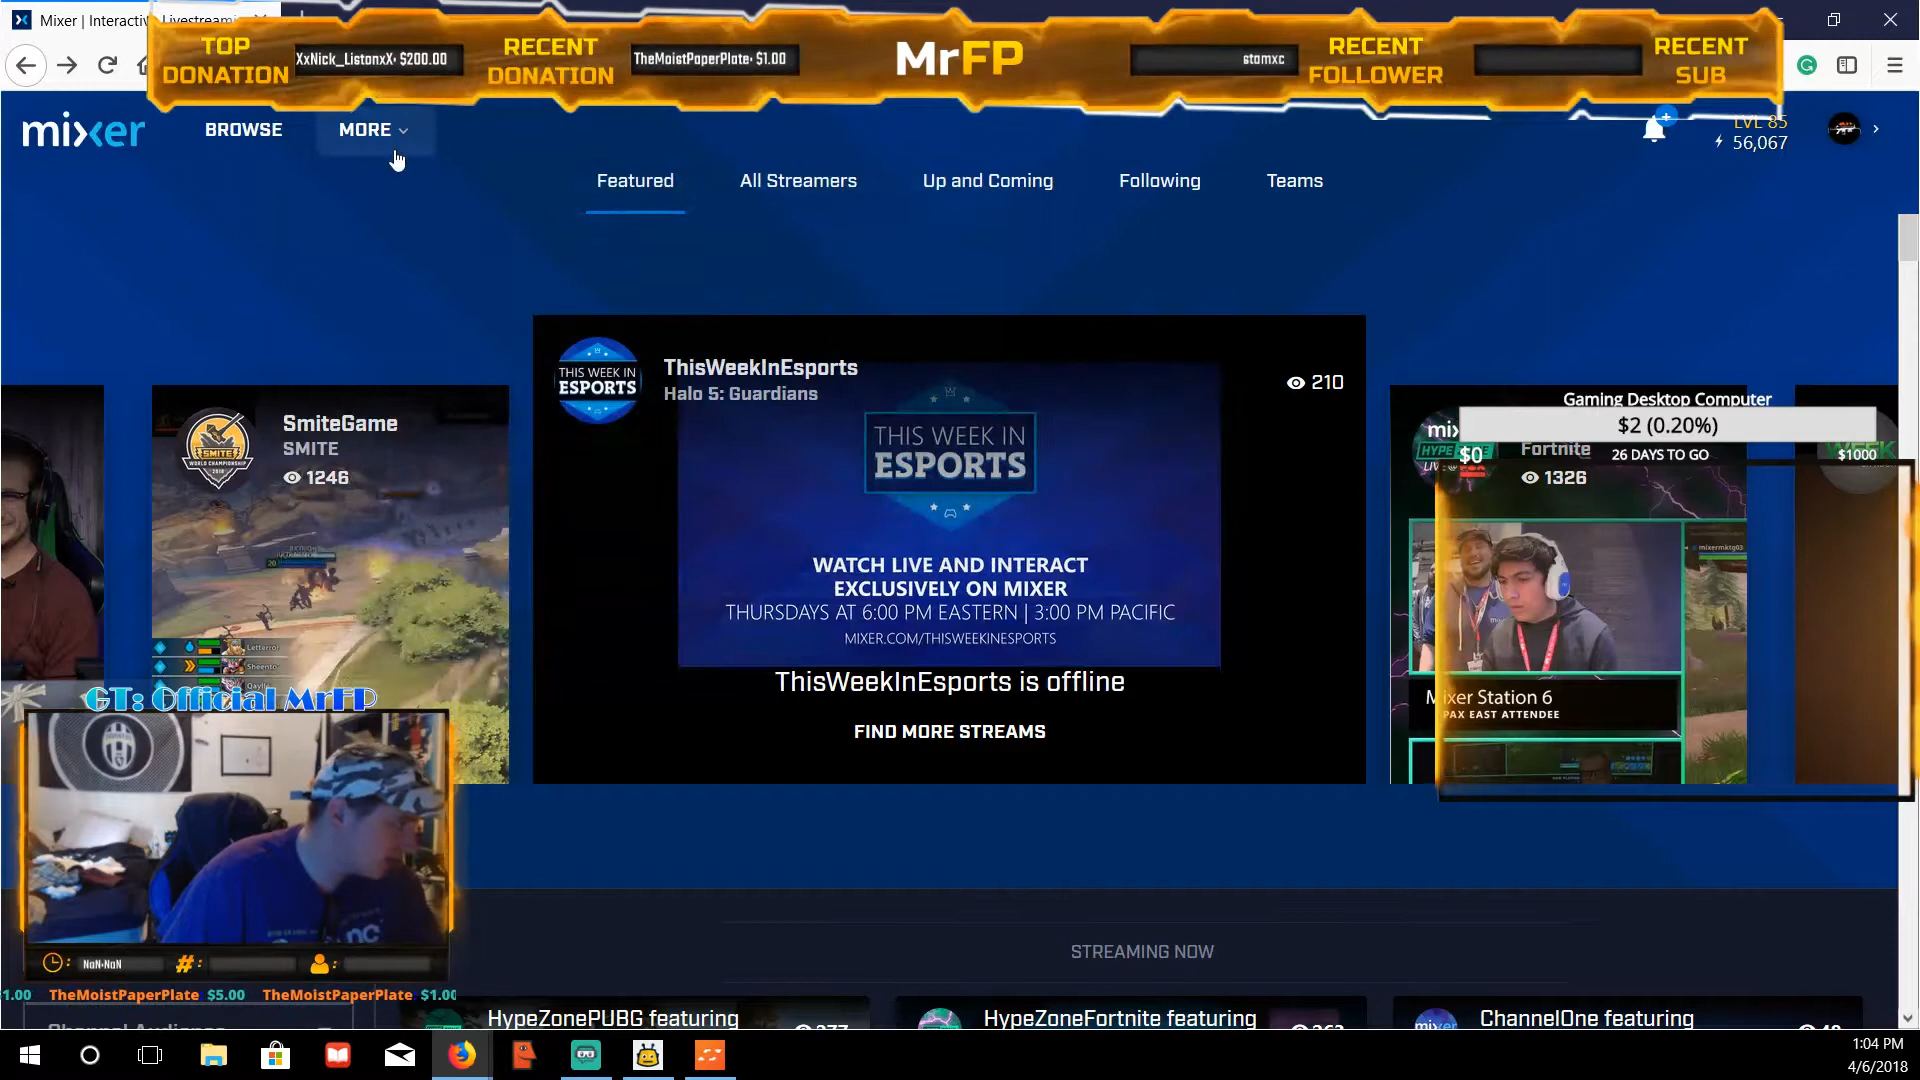 Mixer | Interactiv
TOP
DONATION
XxNick_ListonxX: $200.00
RECENT
DONATION
TheMoistPaperPlate: $1.00
MrFP
stamxc
RECENT
FOLLOWER
RECENT
SUB
mixer
BROWSE
MORE
LVL 85
56,067
Featured
All Streamers
Up and Coming
Following
Teams
THIS WEEK IN
ESPORTS
ThisWeekInEsports
Halo 5: Guardians
210
SmiteGame
SMITE
1246
SMITE
THIS WEEK IN
ESPORTS
WATCH LIVE AND INTERACT
EXCLUSIVELY ON MIXER
THURSDAYS AT 6:00 PM EASTERN | 3:00 PM PACIFIC
MIXER.COM/THISWEEKINESPORTS
ThisWeekInEsports is offline
FIND MORE STREAMS
Gaming Desktop Computer
$2 (0.20%)
$0
26 DAYS TO GO
$1000
Fortnite
1326
mixermktg03
Mixer Station 6
PAX EAST ATTENDEE
Letterrol
Sheento
GT: Official MrFP
NaN:NaN
# :
1.00 TheMoistPaperPlate $5.00 TheMoistPaperPlate $1.00
STREAMING NOW
HypeZonePUBG featuring
HypeZoneFortnite featuring
ChannelOne featuring
1:04 PM
4/6/2018